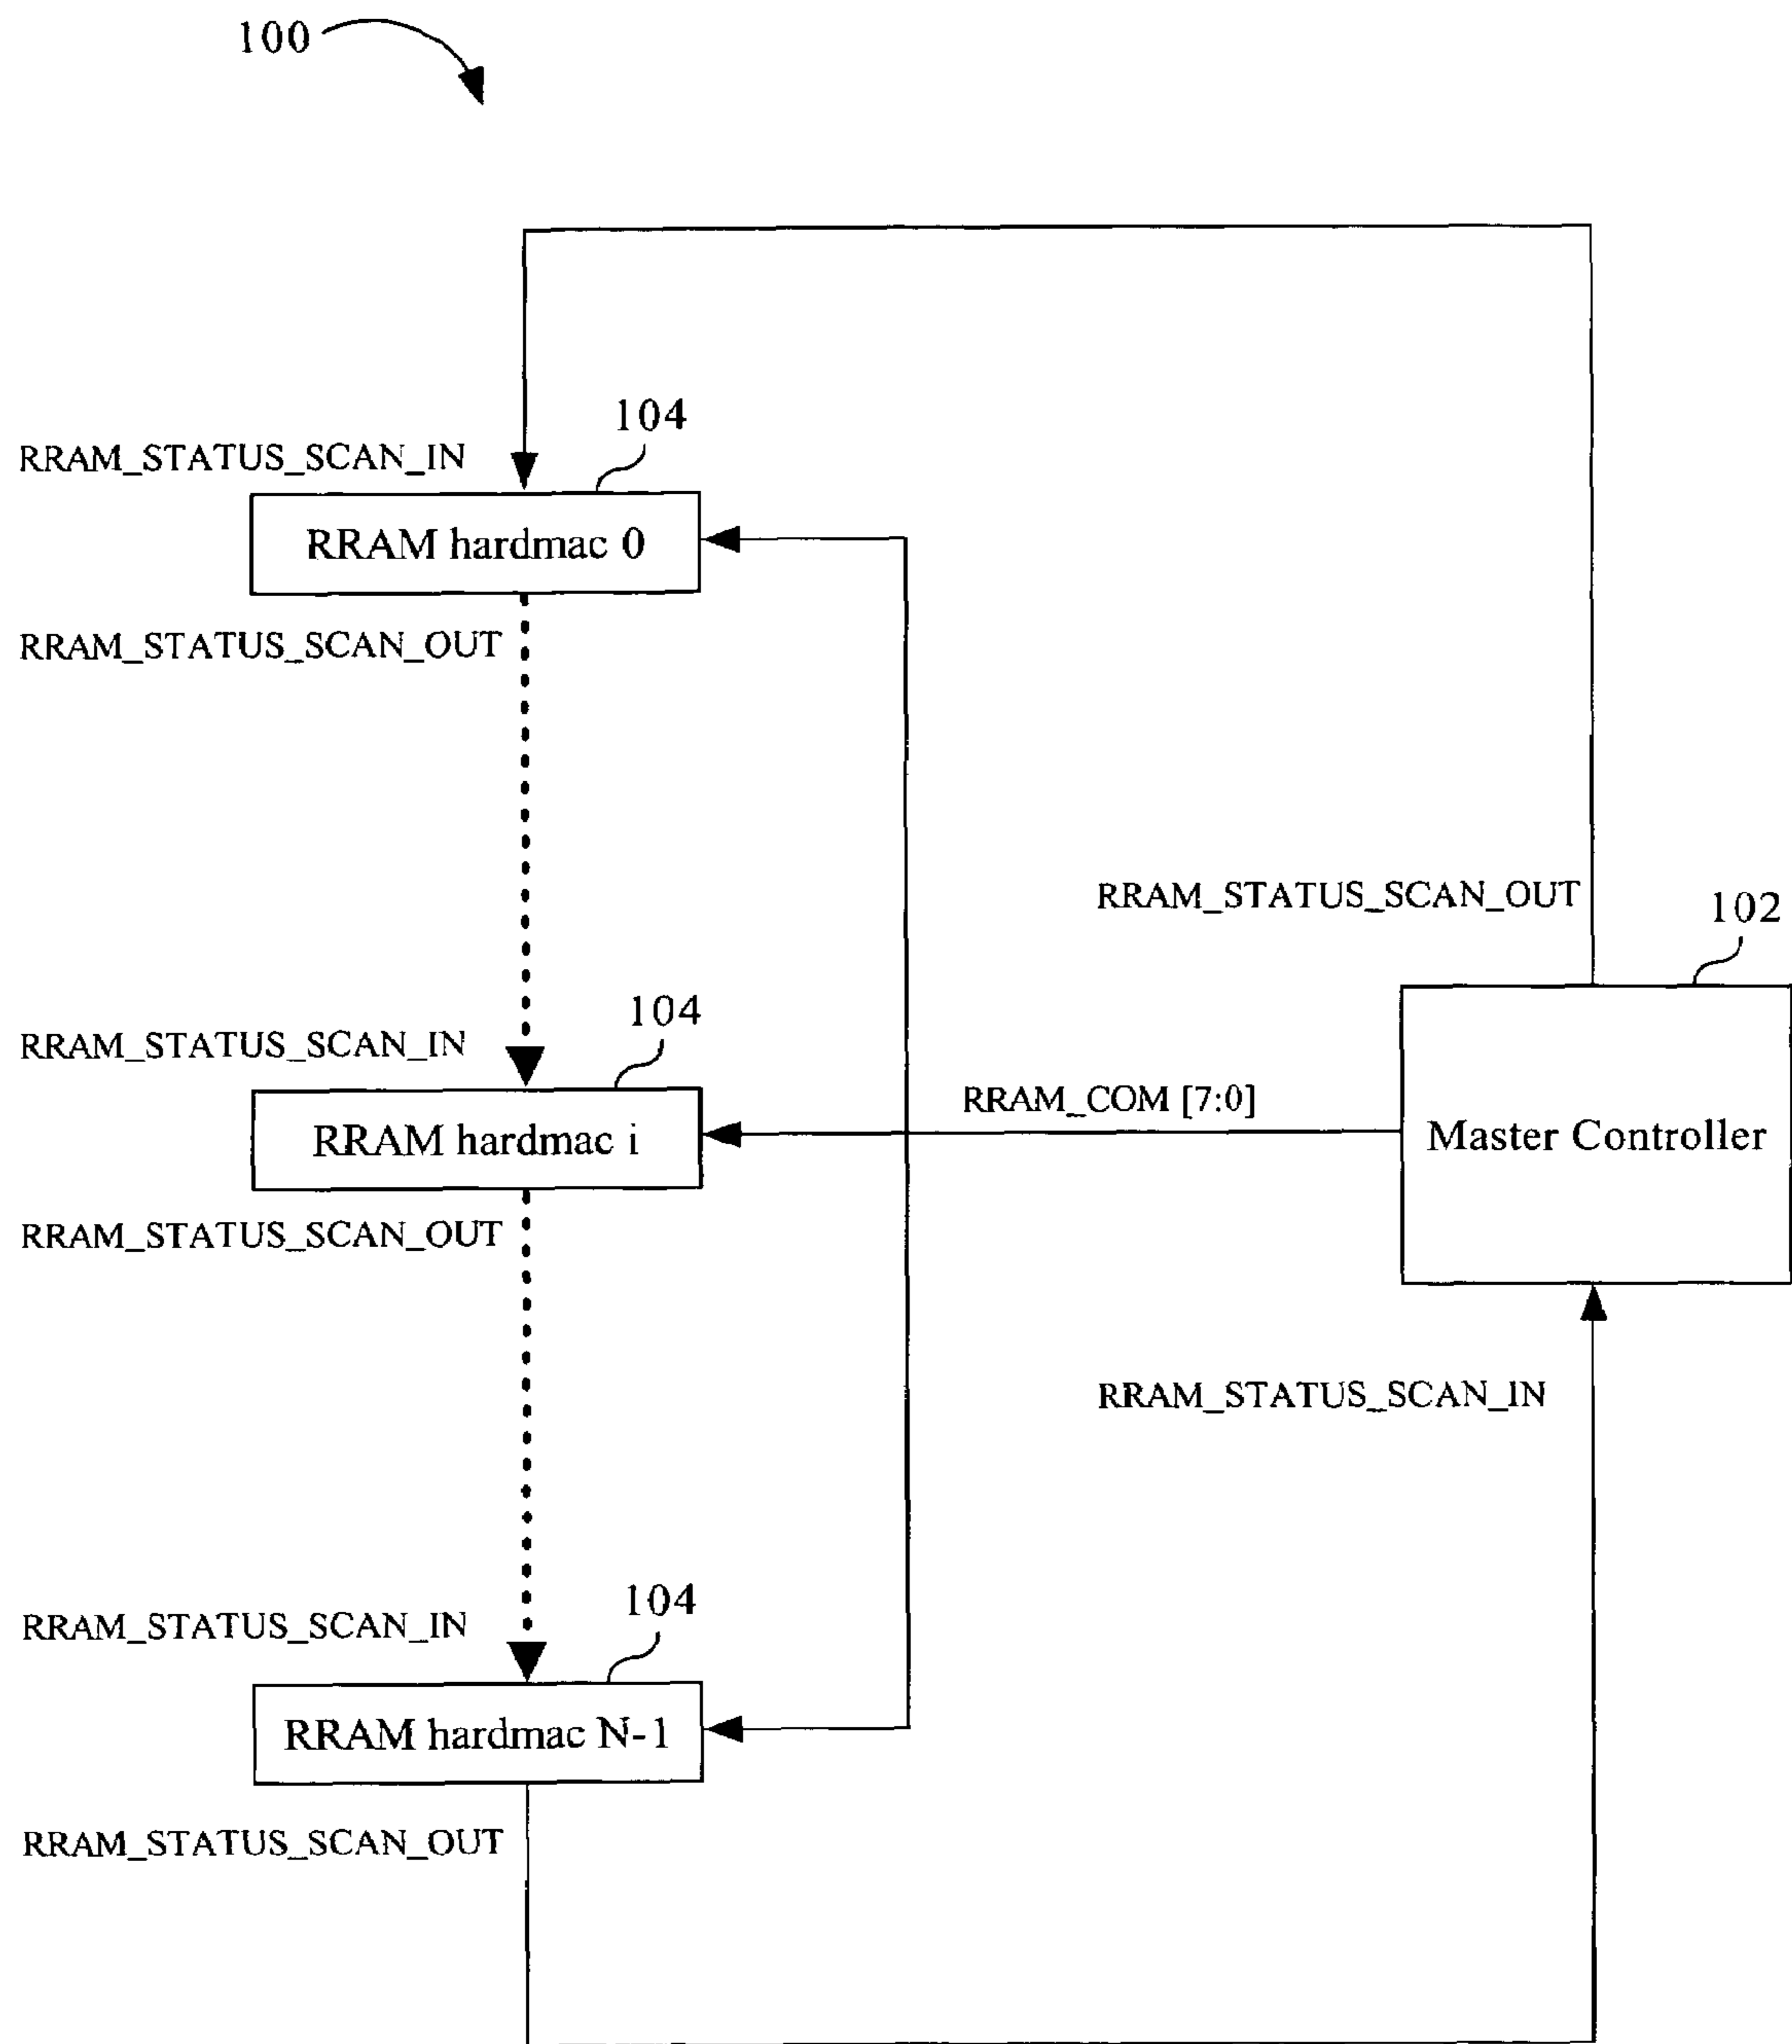 100
104
RRAM_STATUS_SCAN_IN
RRAM hardmac 0
RRAM_STATUS_SCAN_OUT
RRAM_STATUS_SCAN_OUT
102
104
RRAM_STATUS_SCAN_IN
RRAM_COM [7:0]
RRAM hardmac i
Master Controller
RRAM_STATUS_SCAN_OUT
RRAM_STATUS_SCAN_IN
104
RRAM_STATUS_SCAN_IN
RRAM hardmac N-1
RRAM_STATUS_SCAN_OUT